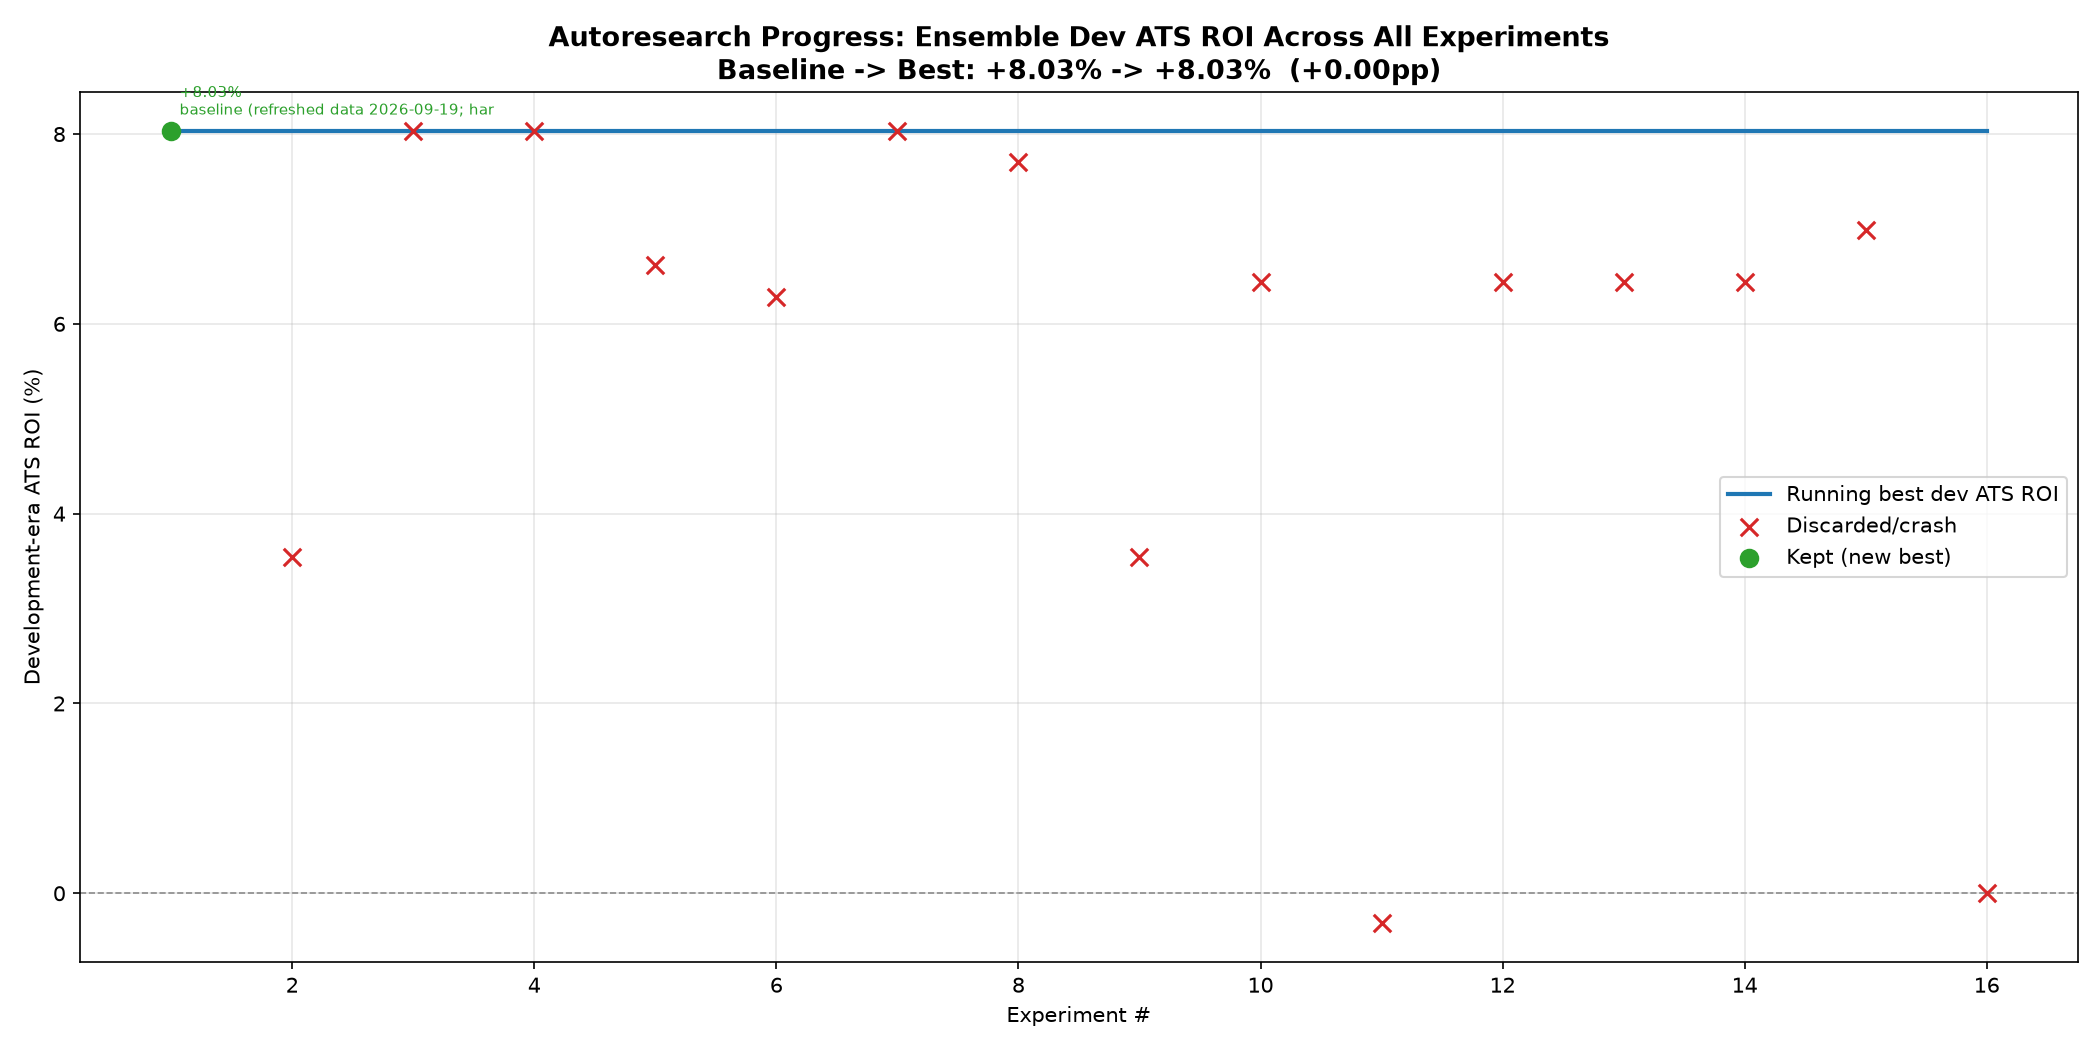 Autoresearch Progress: Ensemble Dev ATS ROI Across All Experiments
Baseline -> Best: +8.03% -> +8.03%  (+0.00pp)
+8.03%
baseline (refreshed data 2026-09-19; har
8
6
4
2
0
Development-era ATS ROI (%)
Running best dev ATS ROI
Discarded/crash
Kept (new best)
2 4 6 8 10 12 14 16
Experiment #